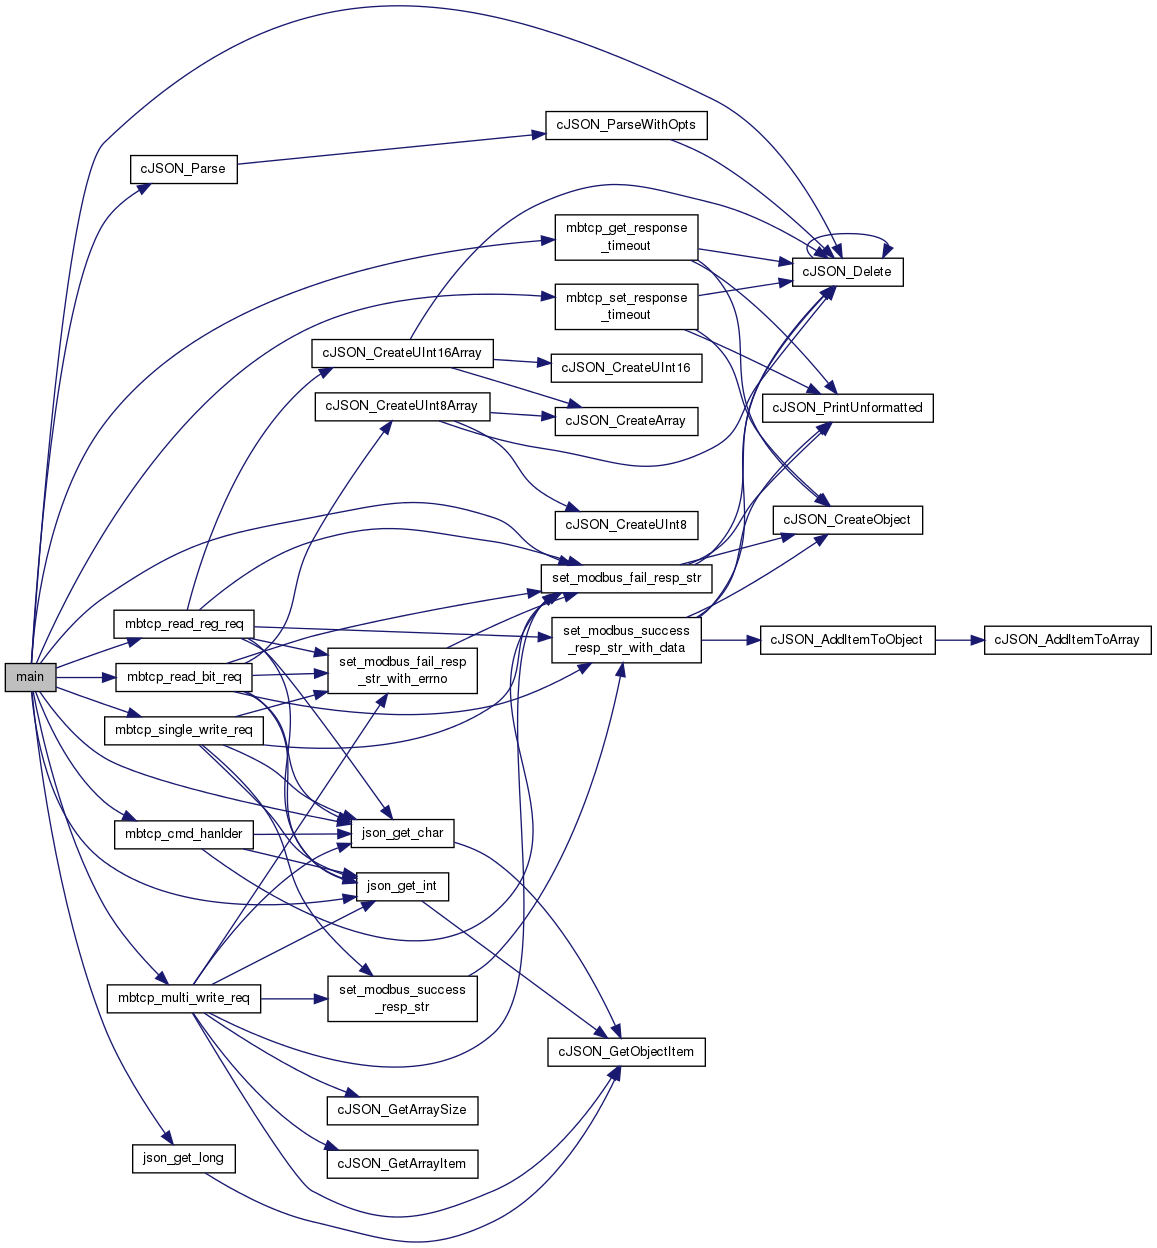 cJSON_ParseWithOpts
cJSON_Parse
mbtcp_get_response
_timeout
cJSON_Delete
mbtcp_set_response
_timeout
cJSON_CreateUInt16Array
cJSON_CreateUInt16
cJSON_CreateUInt8Array
cJSON_PrintUnformatted
cJSON_CreateArray
cJSON_CreateUInt8
cJSON_CreateObject
set_modbus_fail_resp_str
mbtcp_read_reg_req
set_modbus_success
_resp_str_with_data
cJSON_AddItemToObject
cJSON_AddItemToArray
main
mbtcp_read_bit_req
set_modbus_fail_resp
_str_with_errno
mbtcp_single_write_req
mbtcp_cmd_hanlder
json_get_char
json_get_int
mbtcp_multi_write_req
set_modbus_success
_resp_str
cJSON_GetObjectItem
cJSON_GetArraySize
json_get_long
cJSON_GetArrayItem